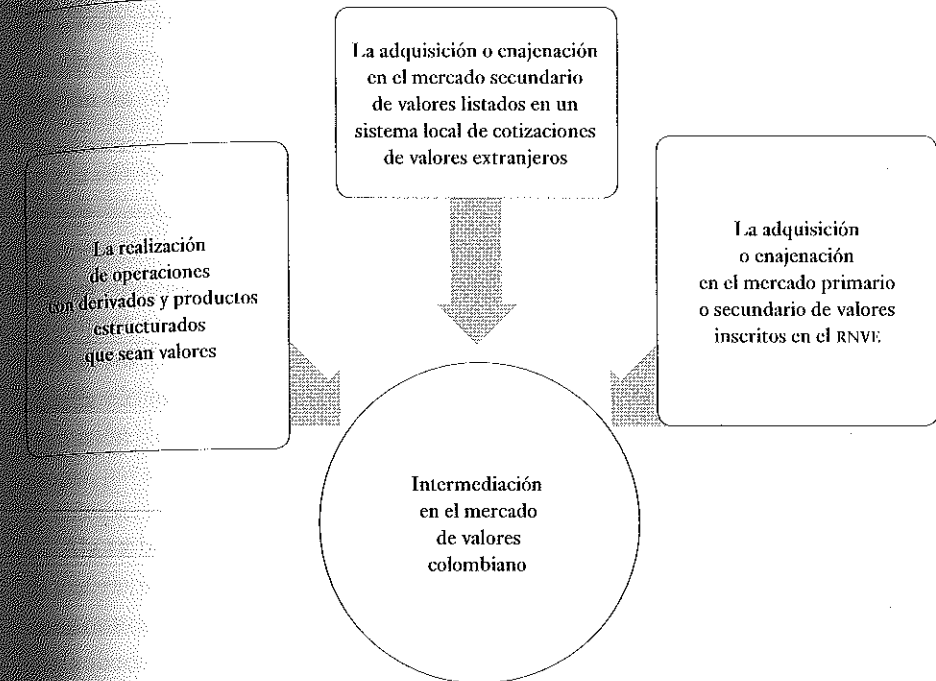 La adquisición o enajenación
en el mercado secundario
de valores listados en un
sistema local de cotizaciones
de valores extranjeros
La realización
de operaciones
con derivados y productos
estructurados
que sean valores
La adquisición
o enajenación
en el mercado primario
o secundario de valores
inscritos en el RNVE
Intermediación
en el mercado
de valores
colombiano